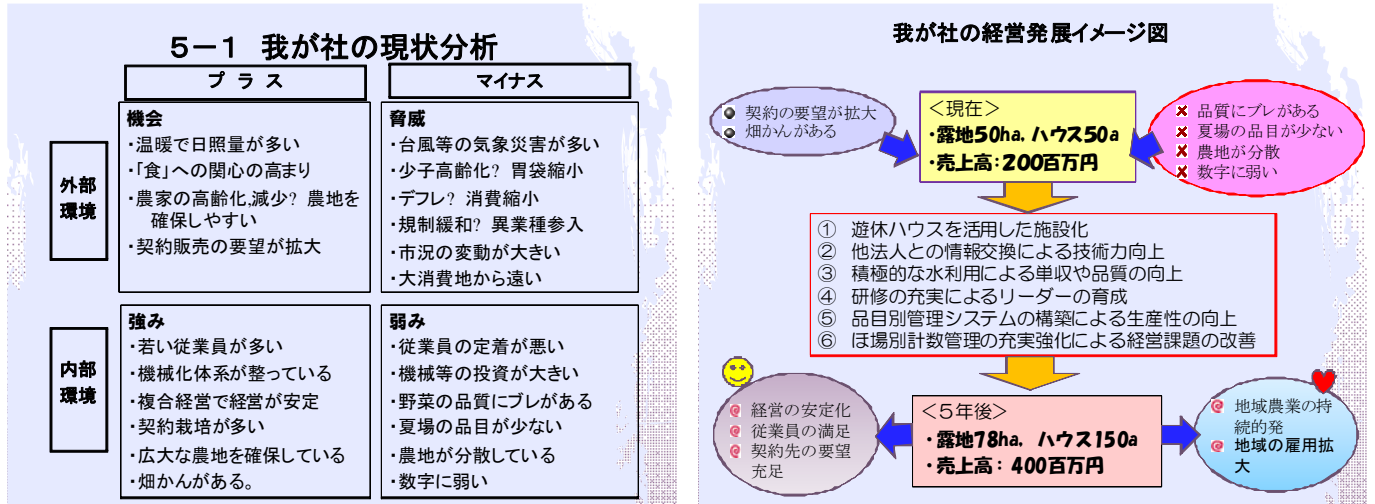 5-1 我が社の現状分析
プラス
マイナス
外部
環境
機会
・温暖で日照量が多い
・「食」への関心の高まり
・農家の高齢化,減少? 農地を
確保しやすい
・契約販売の要望が拡大
脅威
・台風等の気象災害が多い
・少子高齢化? 胃袋縮小
・デフレ? 消費縮小
・規制緩和? 異業種参入
・市況の変動が大きい
・大消費地から遠い
内部
環境
強み
・若い従業員が多い
・機械化体系が整っている
・複合経営で経営が安定
・契約栽培が多い
・広大な農地を確保している
・畑かんがある。
弱み
・従業員の定着が悪い
・機械等の投資が大きい
・野菜の品質にブレがある
・夏場の品目が少ない
・農地が分散している
・数字に弱い
我が社の経営発展イメージ図
契約の要望が拡大
畑かんがある
<現在>
・露地50ha, ハウス50a
・売上高:200百万円
品質にブレがある
夏場の品目が少ない
農地が分散
数字に弱い
① 遊休ハウスを活用した施設化
② 他法人との情報交換による技術力向上
③ 積極的な水利用による単収や品質の向上
④ 研修の充実によるリーダーの育成
⑤ 品目別管理システムの構築による生産性の向上
⑥ ほ場別計数管理の充実強化による経営課題の改善
経営の安定化
従業員の満足
契約先の要望
充足
<5年後>
・露地78ha, ハウス150a
・売上高:400百万円
地域農業の持
続的発
地域の雇用拡
大